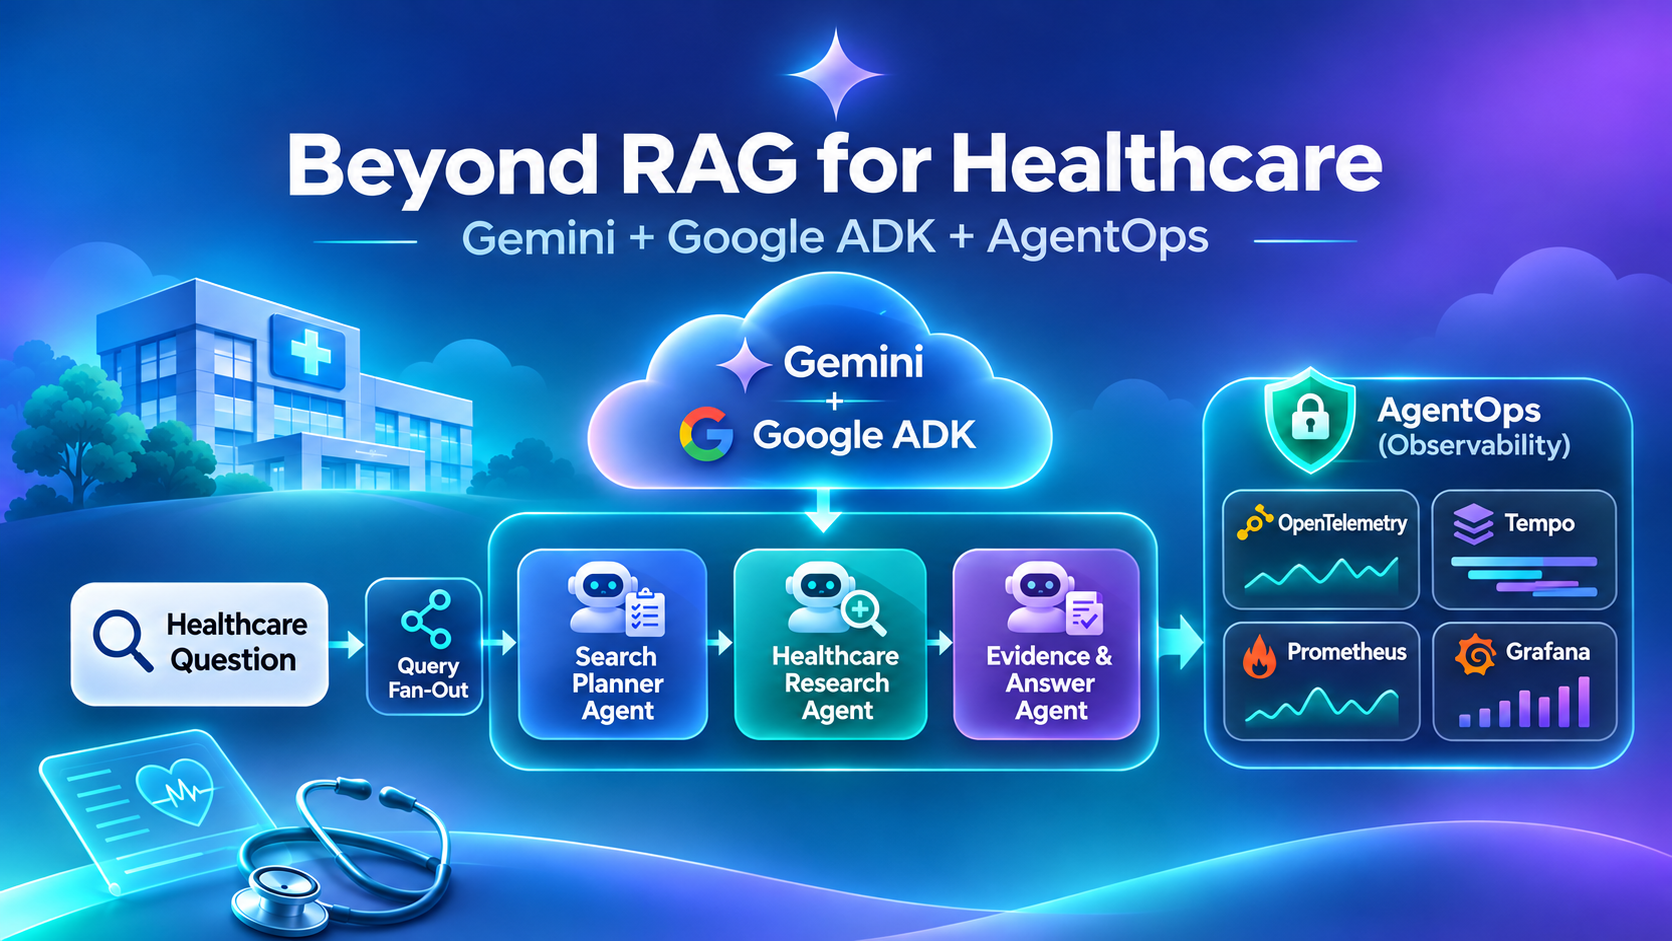 Beyond RAG for Healthcare
Gemini + Google ADK + AgentOps
Gemini
+
Google ADK
Healthcare
Question
Query
Fan-Out
Search
Planner
Agent
Healthcare
Research
Agent
Evidence &
Answer
Agent
AgentOps
(Observability)
OpenTelemetry
Tempo
Prometheus
Grafana